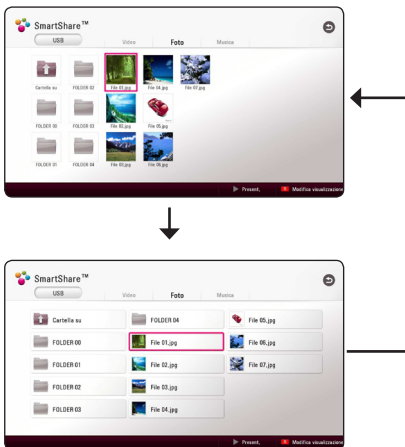 SmartShare™
USB
Video Foto Musica
Cartella su FOLDER 02 File 01.jpg File 04.jpg File 07.jpg
FOLDER 00 FOLDER 03 File 02.jpg File 05.jpg
FOLDER 01 FOLDER 04 File 03.jpg File 06.jpg
Present. Modifica visualizzazione
SmartShare™
USB
Video Foto Musica
Cartella su FOLDER 04 File 05.jpg
FOLDER 00 File 01.jpg File 06.jpg
FOLDER 01 File 02.jpg File 07.jpg
FOLDER 02 File 03.jpg
FOLDER 03 File 04.jpg
Present. Modifica visualizzazione